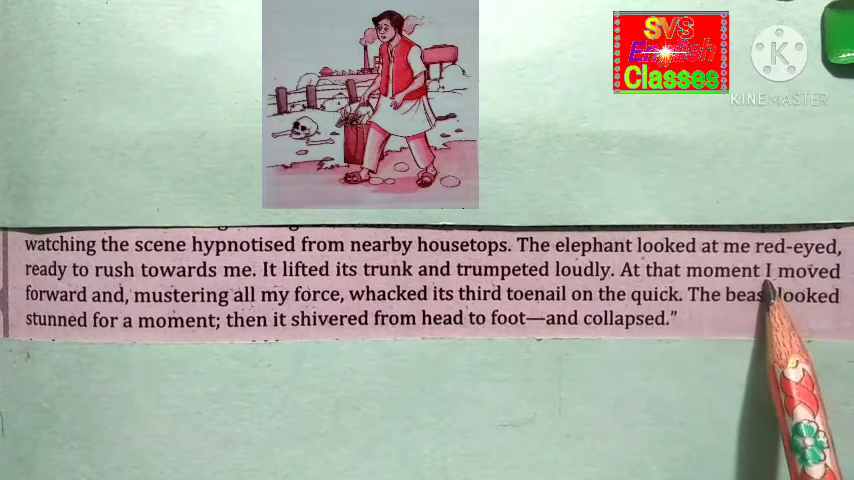 SVS
English
Classes
KINEMASTER
watching the scene hypnotised from nearby housetops. The elephant looked at me red-eyed,
ready to rush towards me. It lifted its trunk and trumpeted loudly. At that moment I moved
forward and, mustering all my force, whacked its third toenail on the quick. The beast looked
stunned for a moment; then it shivered from head to foot—and collapsed.”